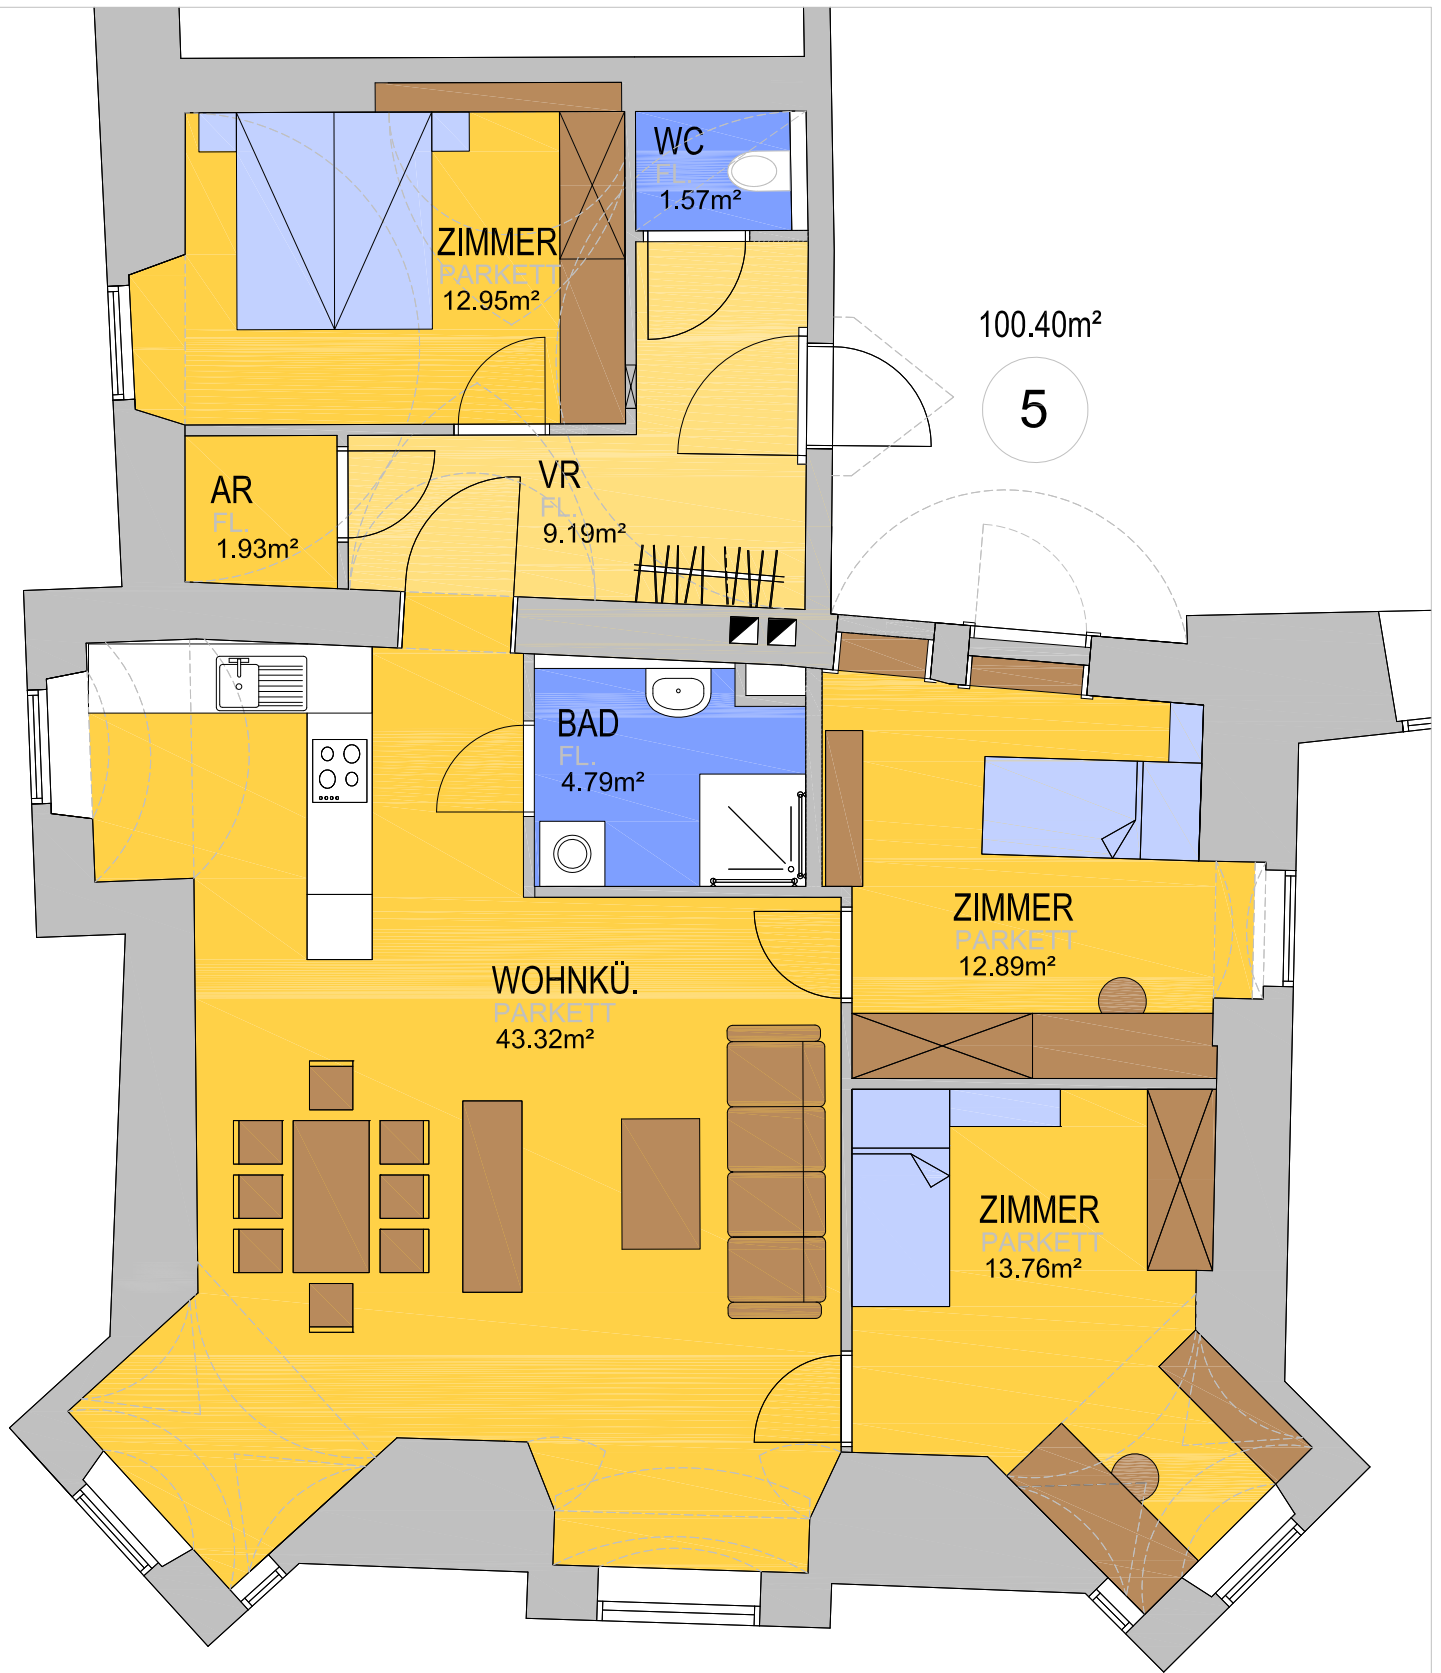 WC
FL.
1.57m²
ZIMMER
PARKETT
12.95m²
100.40m²
5
AR
FL.
1.93m²
VR
FL.
9.19m²
BAD
FL.
4.79m²
ZIMMER
PARKETT
12.89m²
WOHNKÜ.
PARKETT
43.32m²
ZIMMER
PARKETT
13.76m²